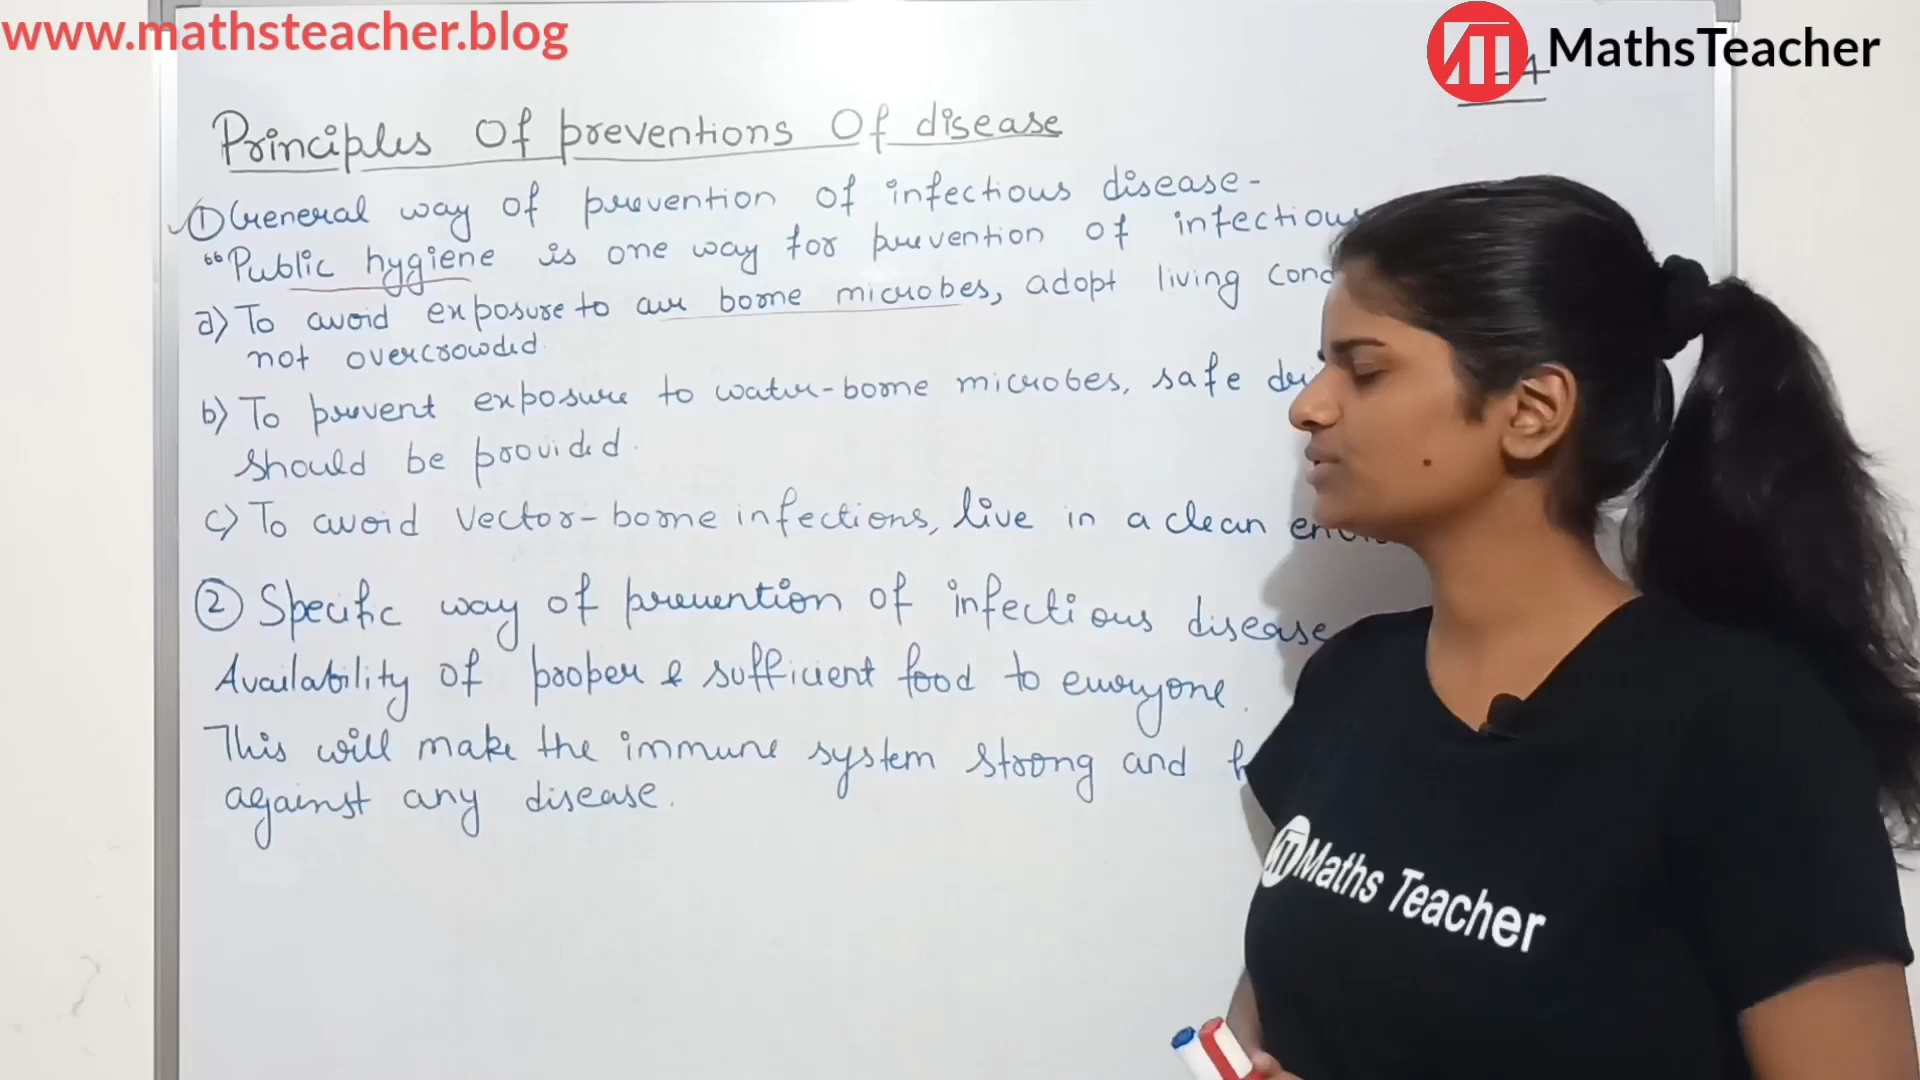 www.mathsteacher.blog
MathsTeacher
-4
Principles Of preventions Of disease
① General way of prevention of infectious disease-
“Public hygiene is one way for prevention of infectious
a) To avoid exposure to air borne microbes, adopt living
not overcrowded.
b) To prevent exposure to water-borne microbes, safe
should be provided.
c) To avoid vector-borne infections, live in a clean
② Specific way of prevention of infectious disease
Availability of proper & sufficient food to everyone.
This will make the immune system strong and
against any disease.
Maths Teacher